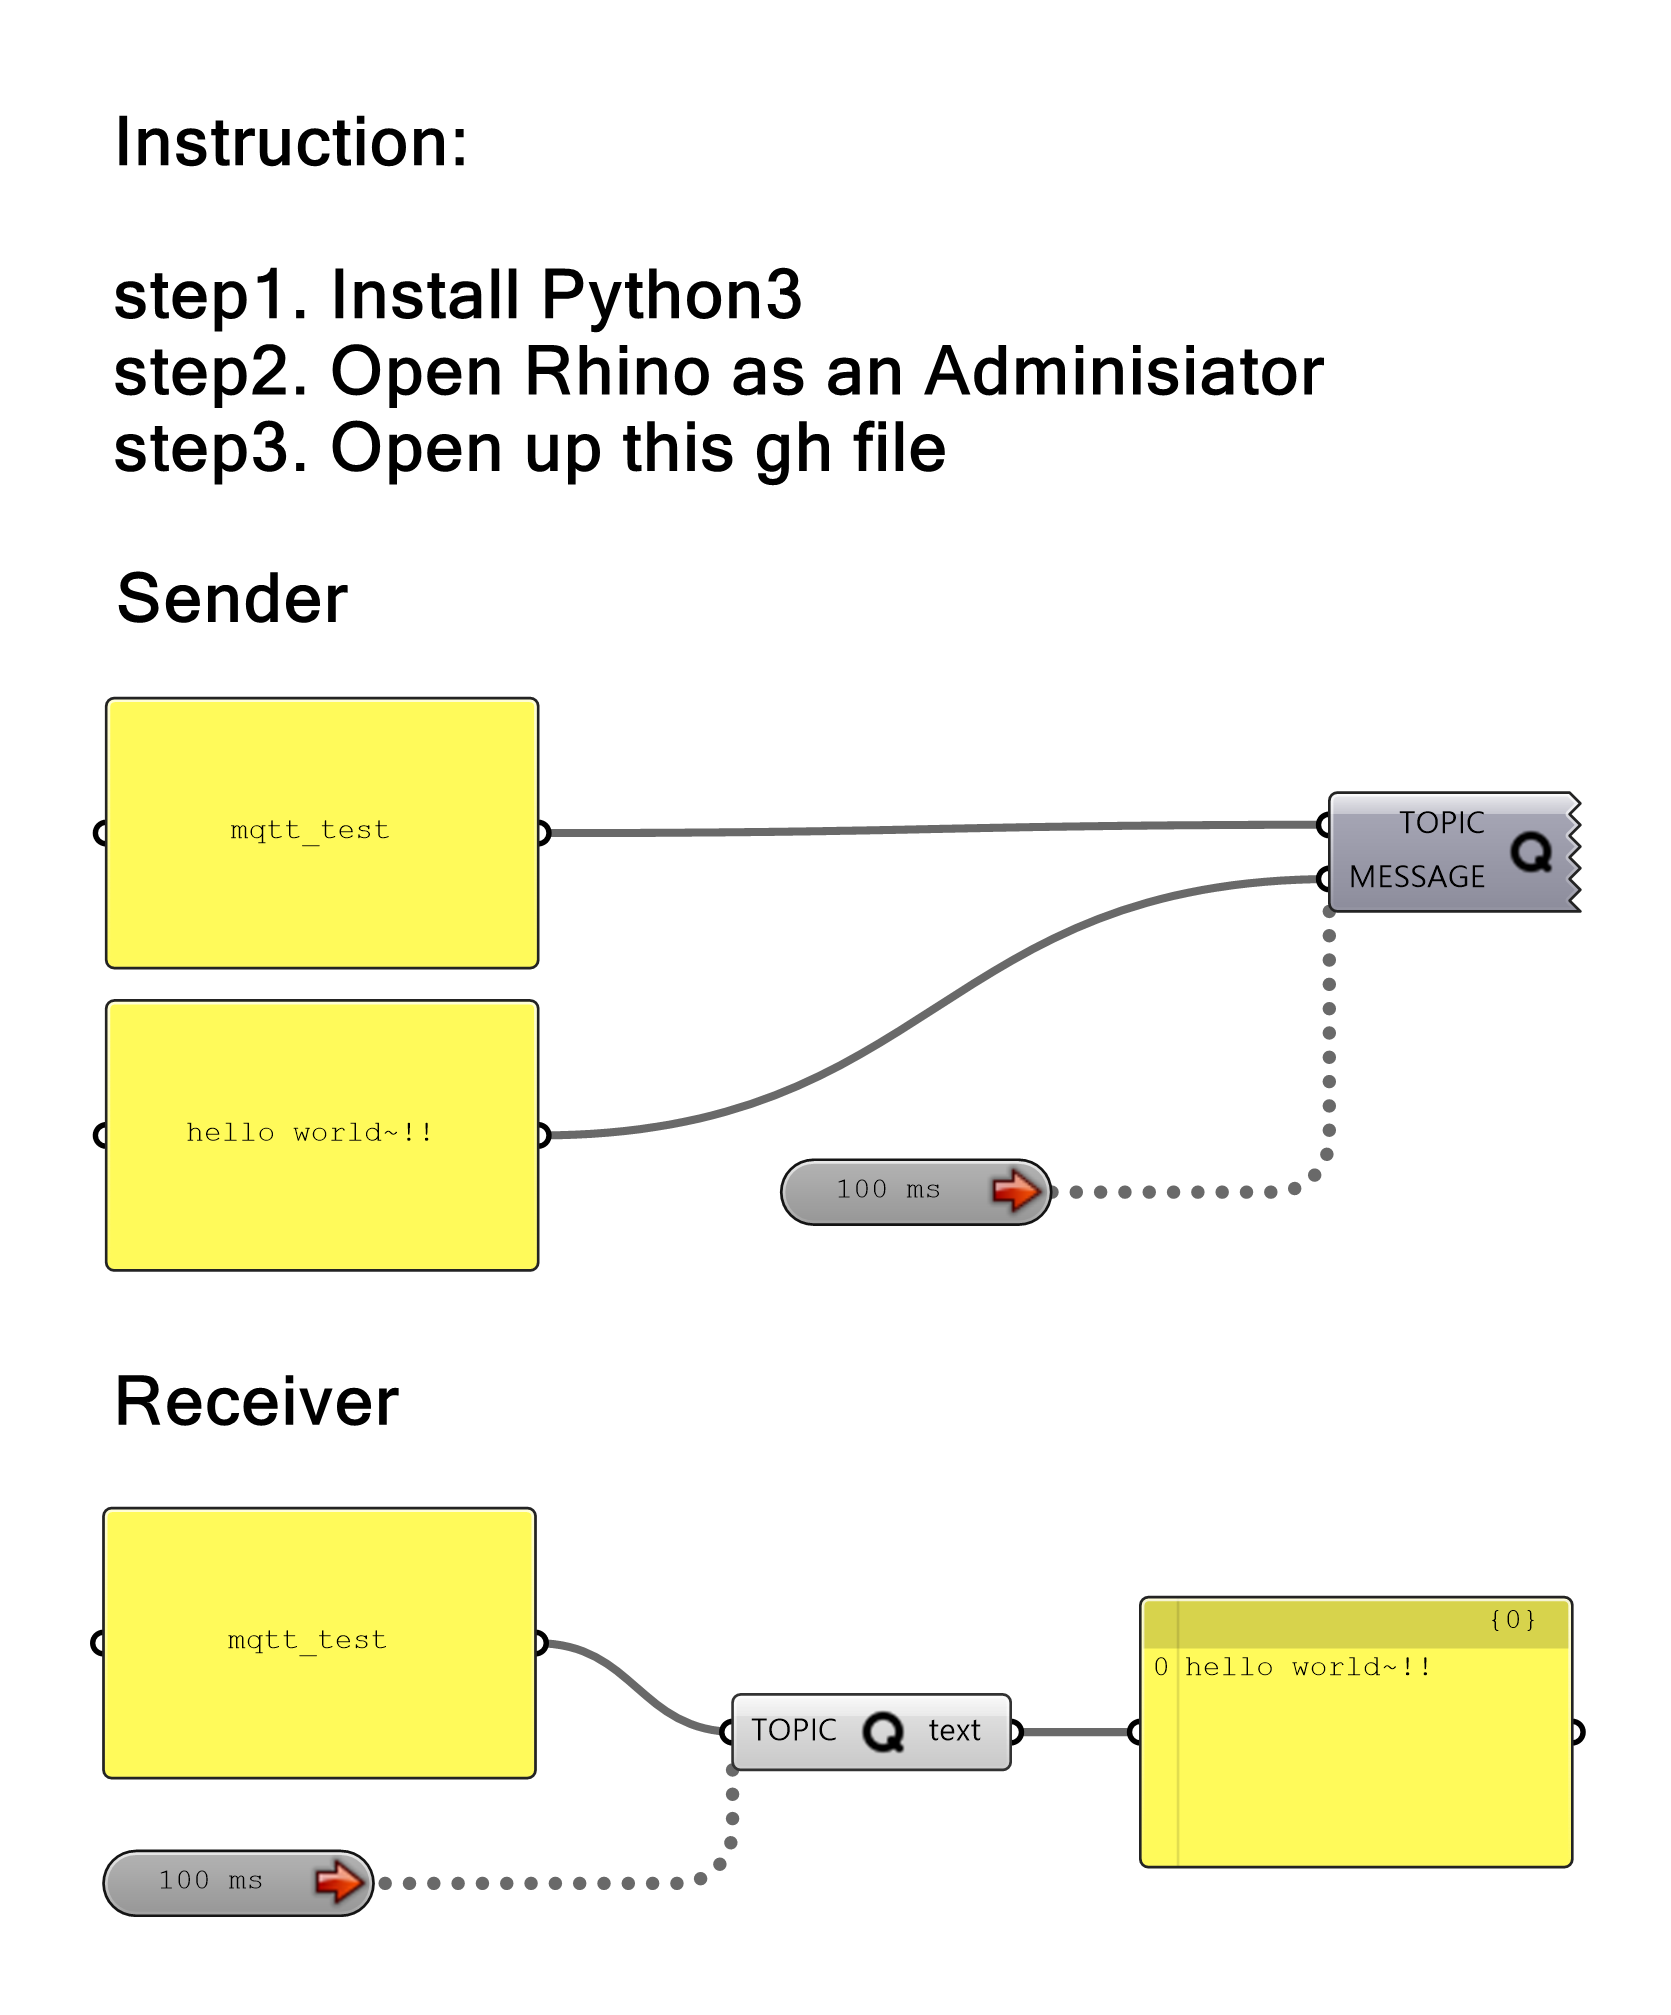 Instruction:
step1. Install Python3
step2. Open Rhino as an Adminisiator
step3. Open up this gh file
Sender
mqtt_test
TOPIC
MESSAGE
hello world~!!
100 ms
Receiver
mqtt_test
TOPIC text
{0}
0 hello world~!!
100 ms